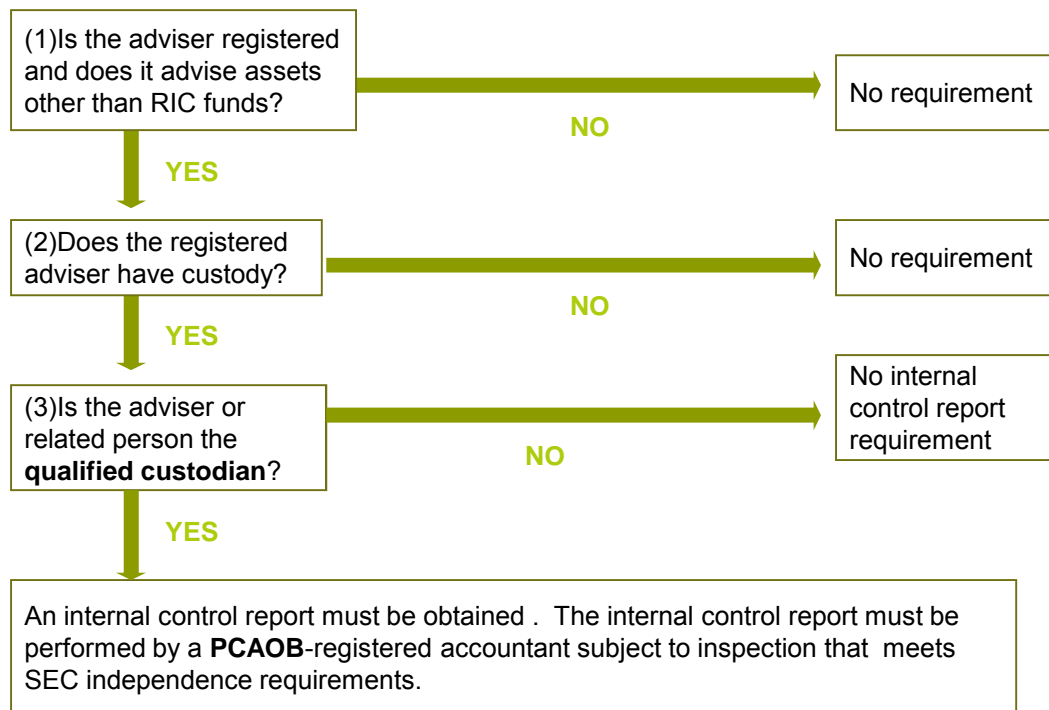 (1)Is the adviser registered
and does it advise assets
other than RIC funds?
No requirement
NO
YES
(2)Does the registered
adviser have custody?
No requirement
NO
YES
(3)Is the adviser or
related person the
qualified custodian?
No internal
control report
requirement
NO
YES
An internal control report must be obtained .  The internal control report must be
performed by a PCAOB-registered accountant subject to inspection that  meets
SEC independence requirements.